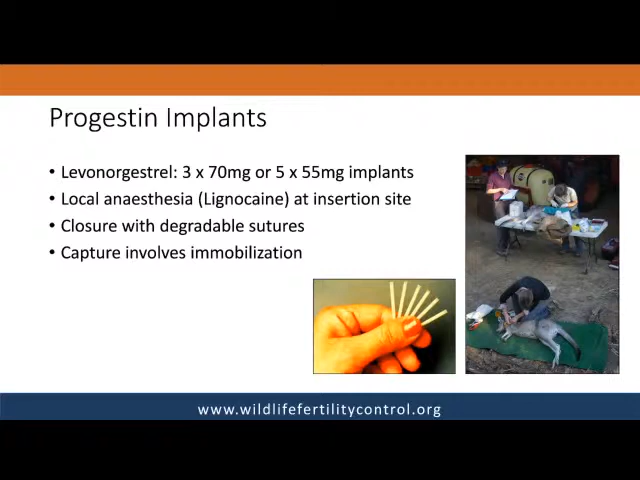 Progestin Implants
• Levonorgestrel: 3 x 70mg or 5 x 55mg implants
• Local anaesthesia (Lignocaine) at insertion site
• Closure with degradable sutures
• Capture involves immobilization
www.wildlifefertilitycontrol.org